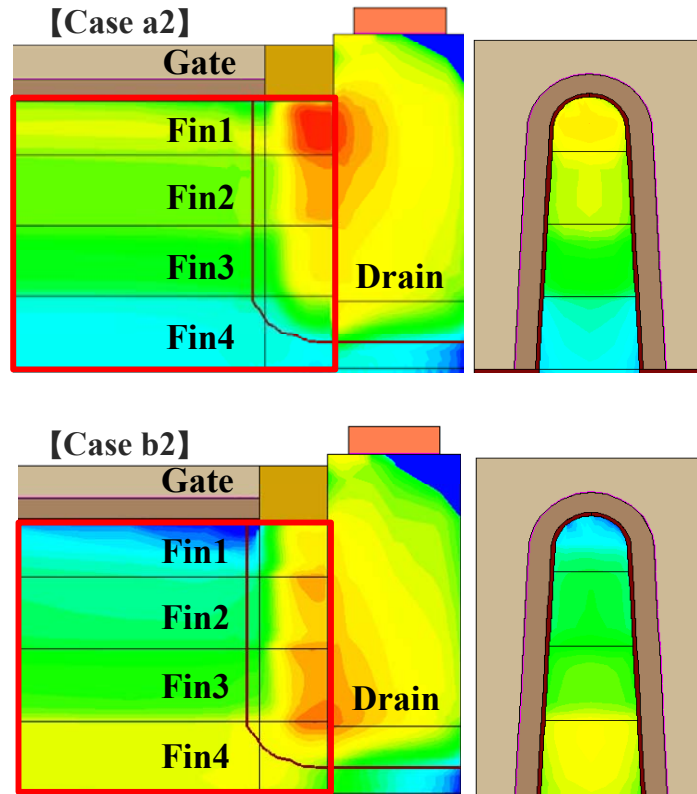 【Case a2】
Gate
Fin1
Fin2
Fin3
Drain
Fin4
【Case b2】
Gate
Fin1
Fin2
Fin3
Drain
Fin4